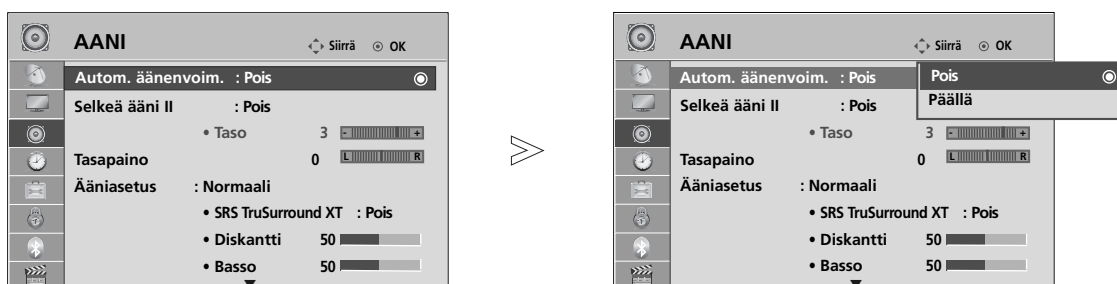 AANI Siirrä OK
Autom. äänenvoim. : Pois
Selkeä ääni II : Pois
• Taso 3 - +
Tasapaino 0 L R
Ääniasetus : Normaali
• SRS TruSurround XT : Pois
• Diskantti 50
• Basso 50
AANI Siirrä OK
Autom. äänenvoim. : Pois
Pois
Päällä
Selkeä ääni II : Pois
• Taso 3 - +
Tasapaino 0 L R
Ääniasetus : Normaali
• SRS TruSurround XT : Pois
• Diskantti 50
• Basso 50